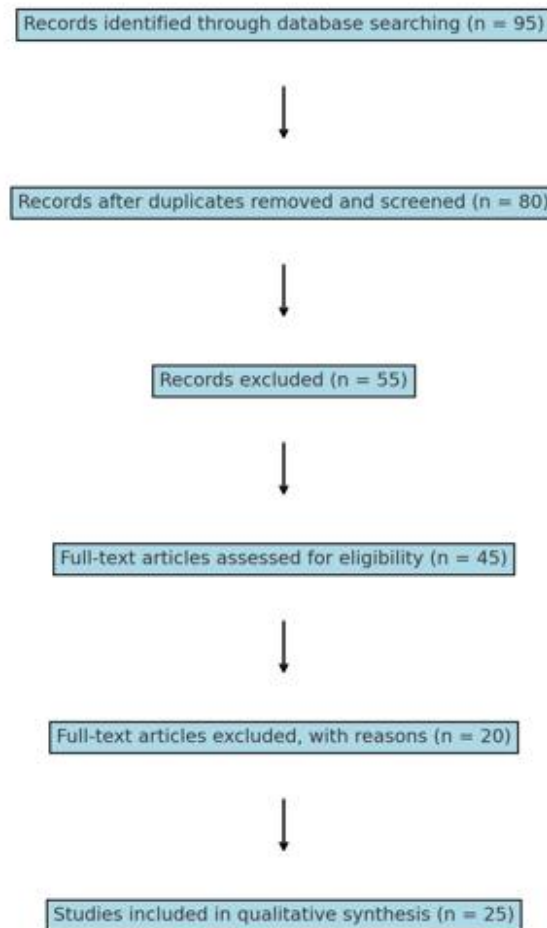 Records identified through database searching (n = 95)
Records after duplicates removed and screened (n = 80)
Records excluded (n = 55)
Full-text articles assessed for eligibility (n = 45)
Full-text articles excluded, with reasons (n = 20)
Studies included in qualitative synthesis (n = 25)